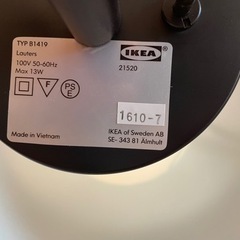 TYP B1419
Lauters
100V 50-60Hz
Max 13W
IKEA
21520
F
PS
E
1610-7
Made in Vietnam
IKEA of Sweden AB
SE- 343 81 Älmhult